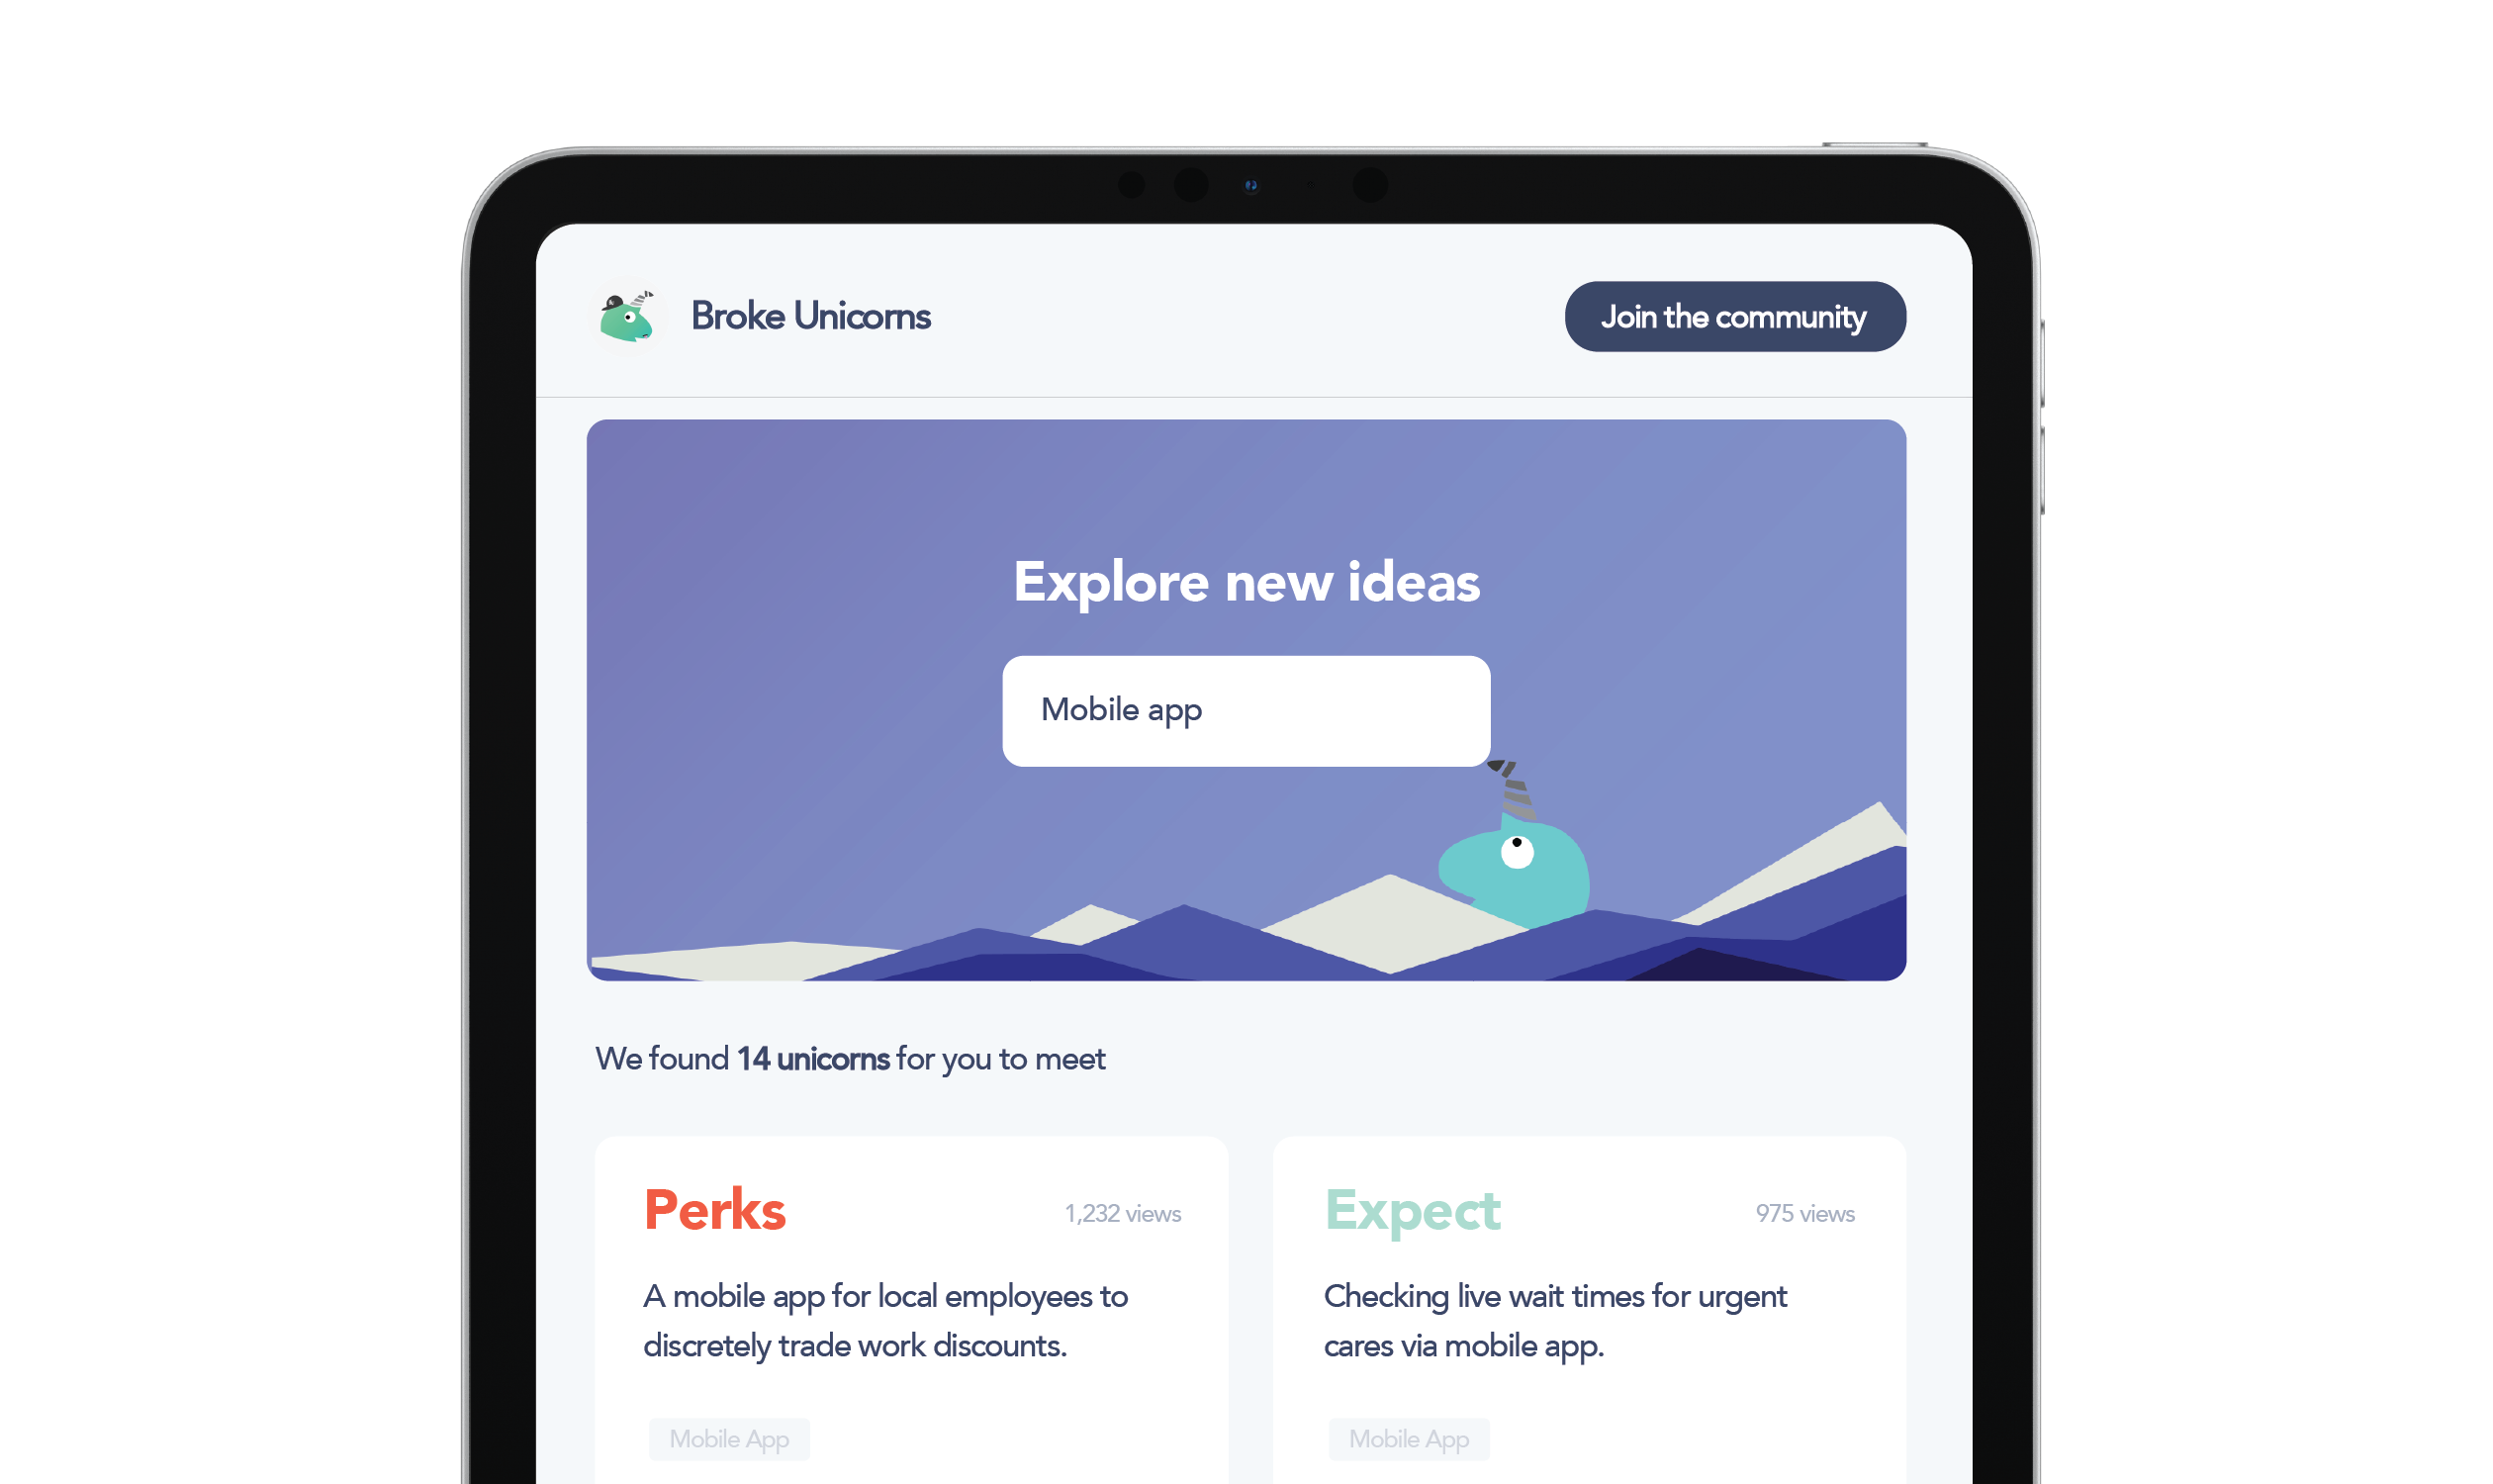 Broke Unicorns
Join the community
Explore new ideas
Mobile app
We found 14 unicorns for you to meet
Perks
1,232 views
A mobile app for local employees to
discretely trade work discounts.
Mobile App
Expect
975 views
Checking live wait times for urgent
cares via mobile app.
Mobile App